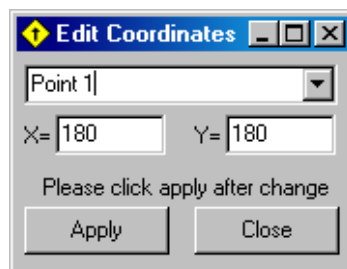 Edit Coordinates
Point 1
X= 180 Y= 180
Please click apply after change
Apply Close